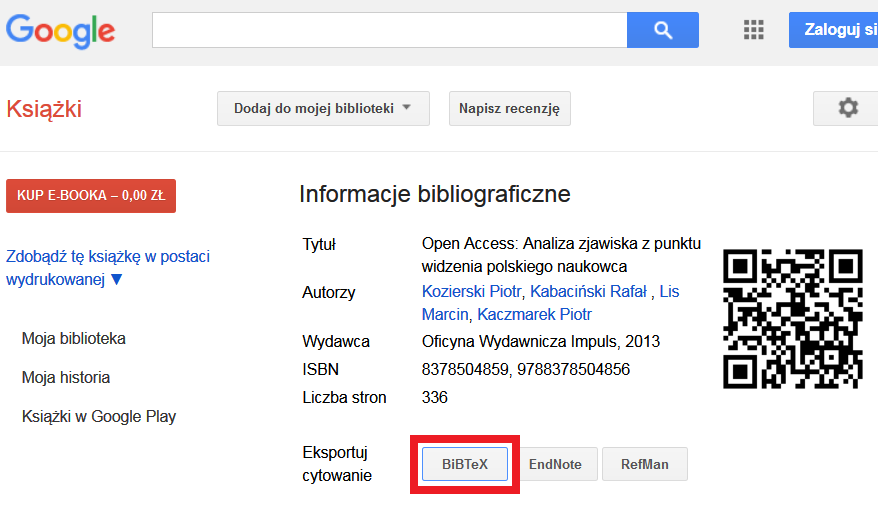 Google
Zaloguj si
Książki
Dodaj do mojej biblioteki
Napisz recenzję
KUP E-BOOKA – 0,00 ZŁ
Zdobądź tę książkę w postaci
wydrukowanej ▼
Moja biblioteka
Moja historia
Książki w Google Play
Informacje bibliograficzne
Tytuł Open Access: Analiza zjawiska z punktu
widzenia polskiego naukowca
Autorzy Kozierski Piotr, Kabaciński Rafał , Lis
Marcin, Kaczmarek Piotr
Wydawca Oficyna Wydawnicza Impuls, 2013
ISBN 8378504859, 9788378504856
Liczba stron 336
Eksportuj
cytowanie
BiBTeX EndNote RefMan